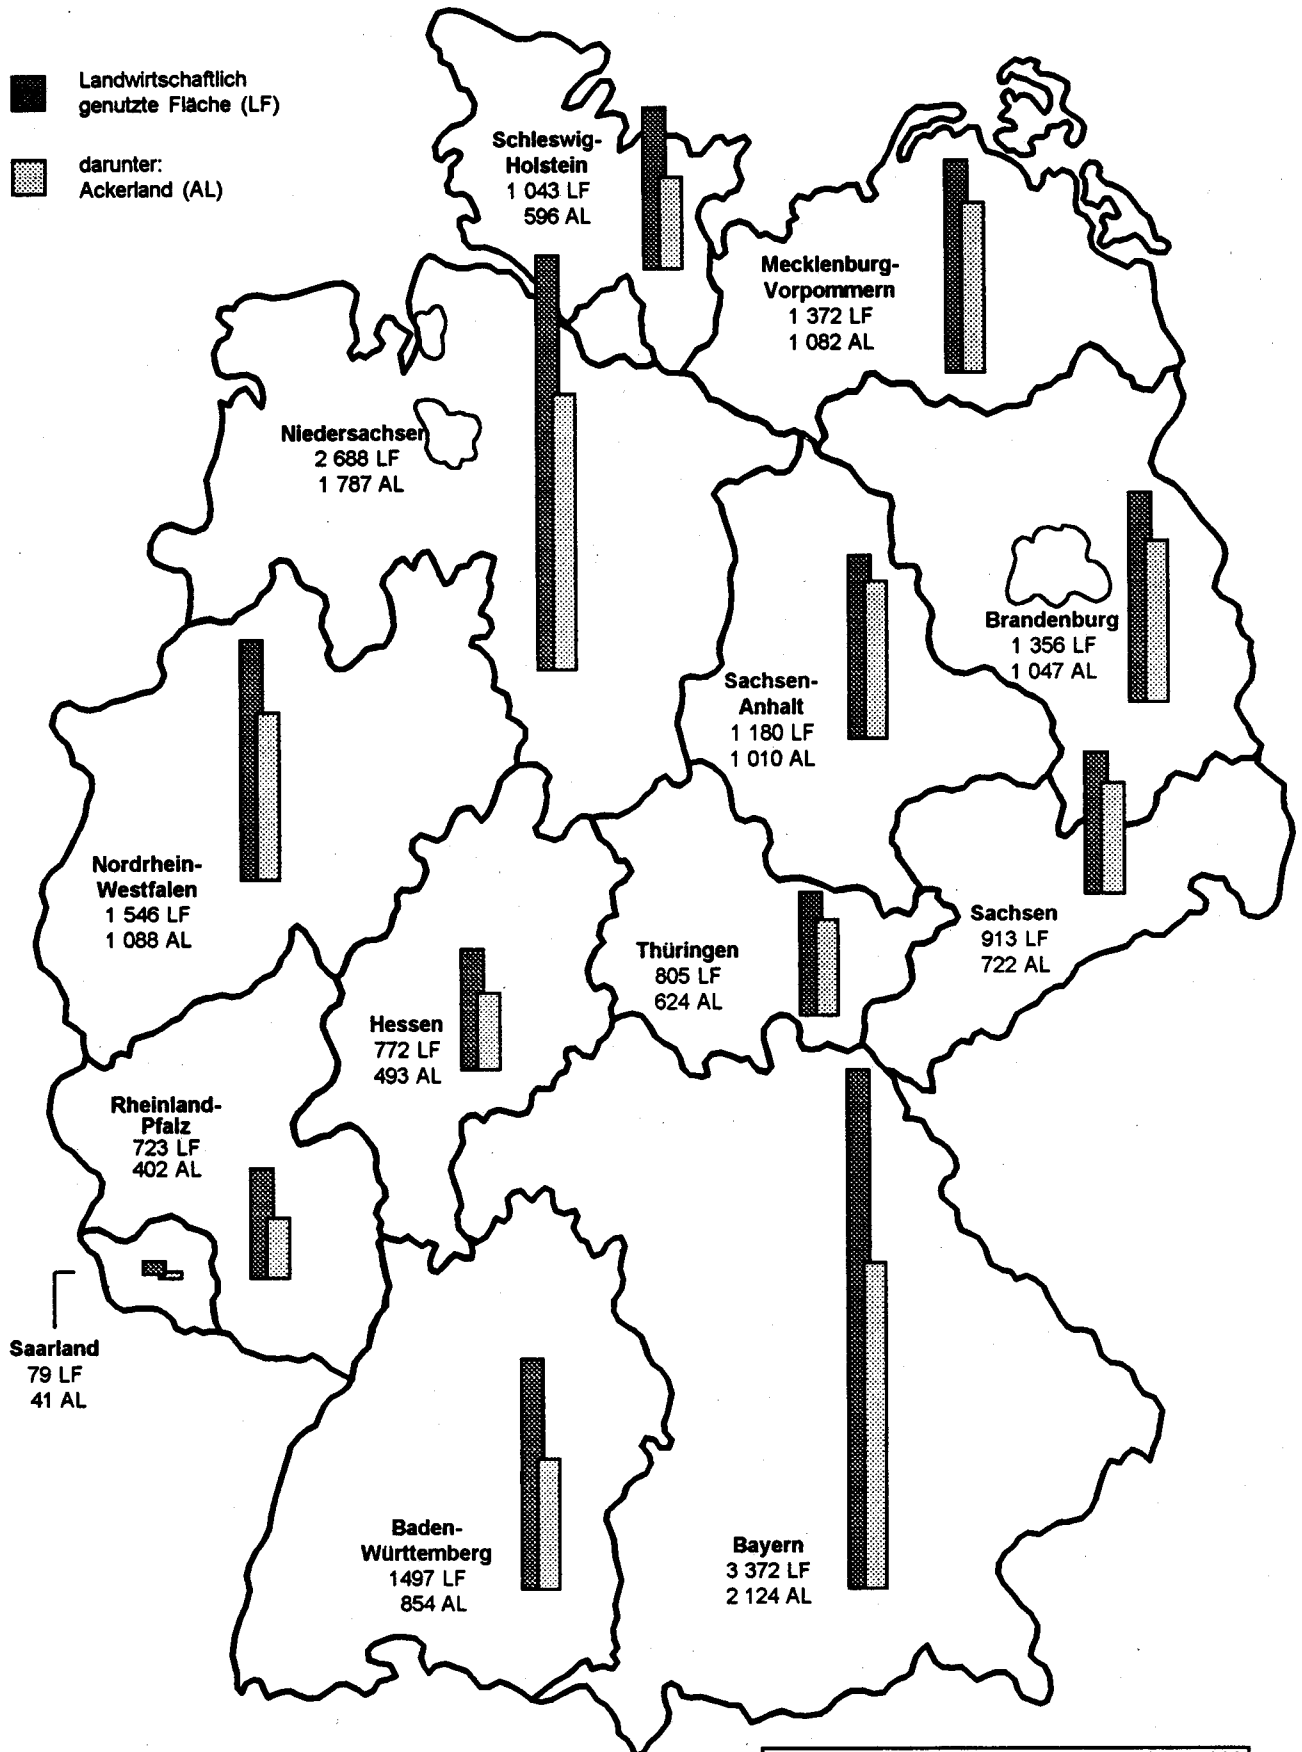 Landwirtschaftlich
genutzte Fläche (LF)
darunter:
Ackerland (AL)
Schleswig-
Holstein
1 043 LF
596 AL
Mecklenburg-
Vorpommern
1 372 LF
1 082 AL
Niedersachsen
2 688 LF
1 787 AL
Brandenburg
1 356 LF
1 047 AL
Sachsen-
Anhalt
1 180 LF
1 010 AL
Nordrhein-
Westfalen
1 546 LF
1 088 AL
Sachsen
913 LF
722 AL
Thüringen
805 LF
624 AL
Hessen
772 LF
493 AL
Rheinland-
Pfalz
723 LF
402 AL
Saarland
79 LF
41 AL
Baden-
Württemberg
1497 LF
854 AL
Bayern
3 372 LF
2 124 AL